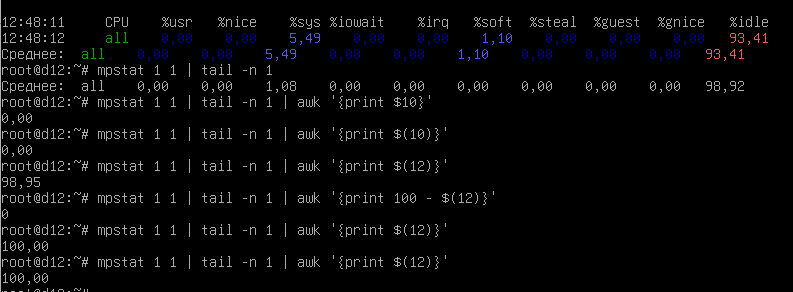 12:48:11     CPU    %usr   %nice    %sys %iowait    %irq   %soft  %steal  %guest  %gnice   %idle
12:48:12     all    0,00    0,00    5,49    0,00    0,00    1,10    0,00    0,00    0,00   93,41
Среднее:  all    0,00    0,00    5,49    0,00    0,00    1,10    0,00    0,00    0,00   93,41
root@d12:~# mpstat 1 1 | tail -n 1
Среднее:  all    0,00    0,00    1,08    0,00    0,00    0,00    0,00    0,00    0,00   98,92
root@d12:~# mpstat 1 1 | tail -n 1 | awk '{print $10}'
0,00
root@d12:~# mpstat 1 1 | tail -n 1 | awk '{print $(10)}'
0,00
root@d12:~# mpstat 1 1 | tail -n 1 | awk '{print $(12)}'
98,95
root@d12:~# mpstat 1 1 | tail -n 1 | awk '{print 100 - $(12)}'
0
root@d12:~# mpstat 1 1 | tail -n 1 | awk '{print $(12)}'
100,00
root@d12:~# mpstat 1 1 | tail -n 1 | awk '{print $(12)}'
100,00
root@d12:~#